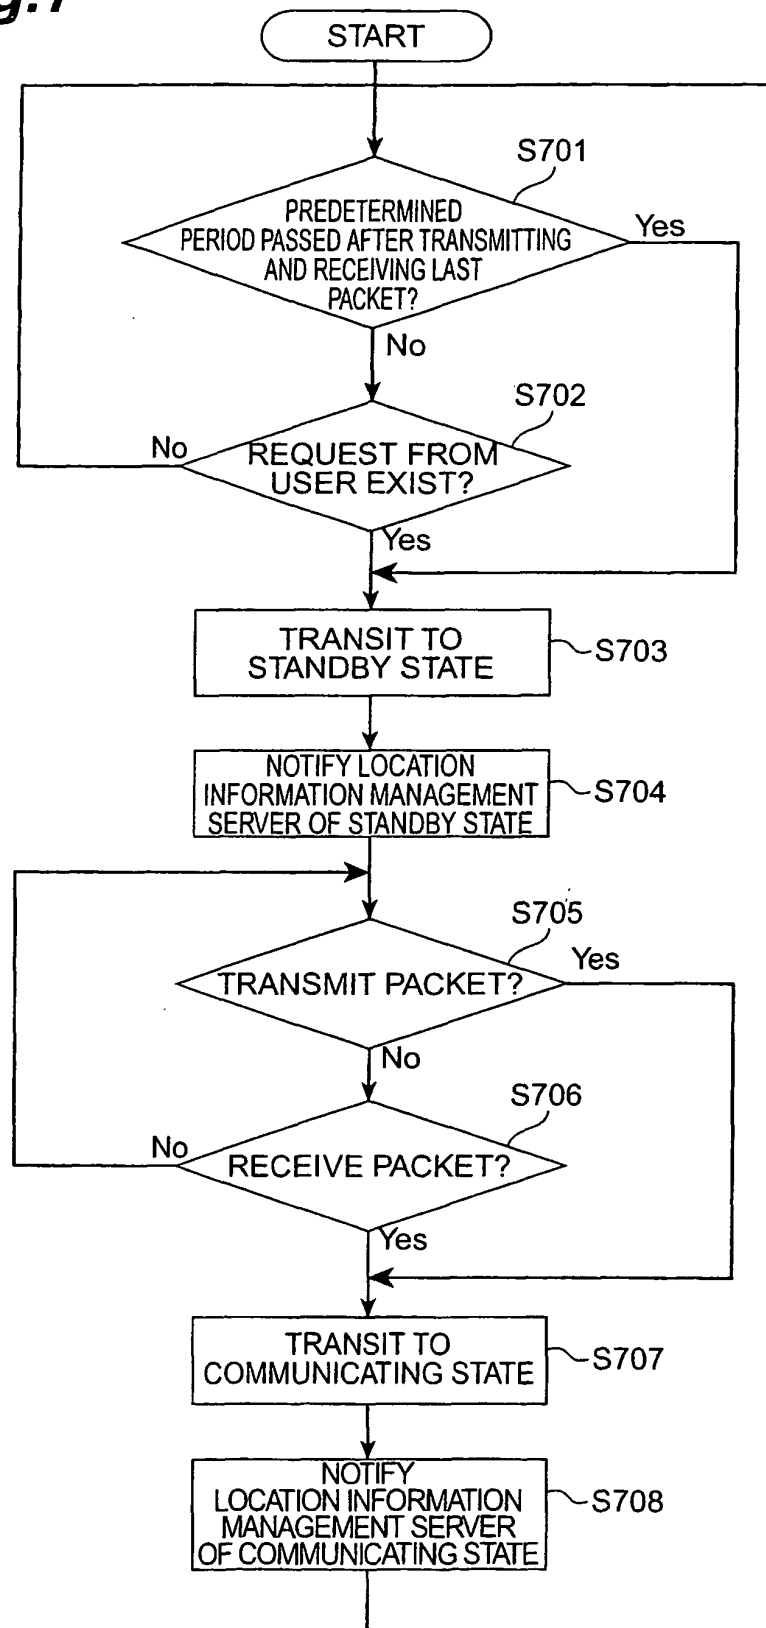 START
S701
PREDETERMINED
PERIOD PASSED AFTER TRANSMITTING
AND RECEIVING LAST
PACKET?
Yes
No
S702
No
REQUEST FROM
USER EXIST?
Yes
TRANSIT TO
STANDBY STATE
S703
NOTIFY LOCATION
INFORMATION MANAGEMENT
SERVER OF STANDBY STATE
S704
S705
Yes
TRANSMIT PACKET?
No
S706
No
RECEIVE PACKET?
Yes
TRANSIT TO
COMMUNICATING STATE
S707
NOTIFY
LOCATION INFORMATION
MANAGEMENT SERVER
OF COMMUNICATING STATE
S708